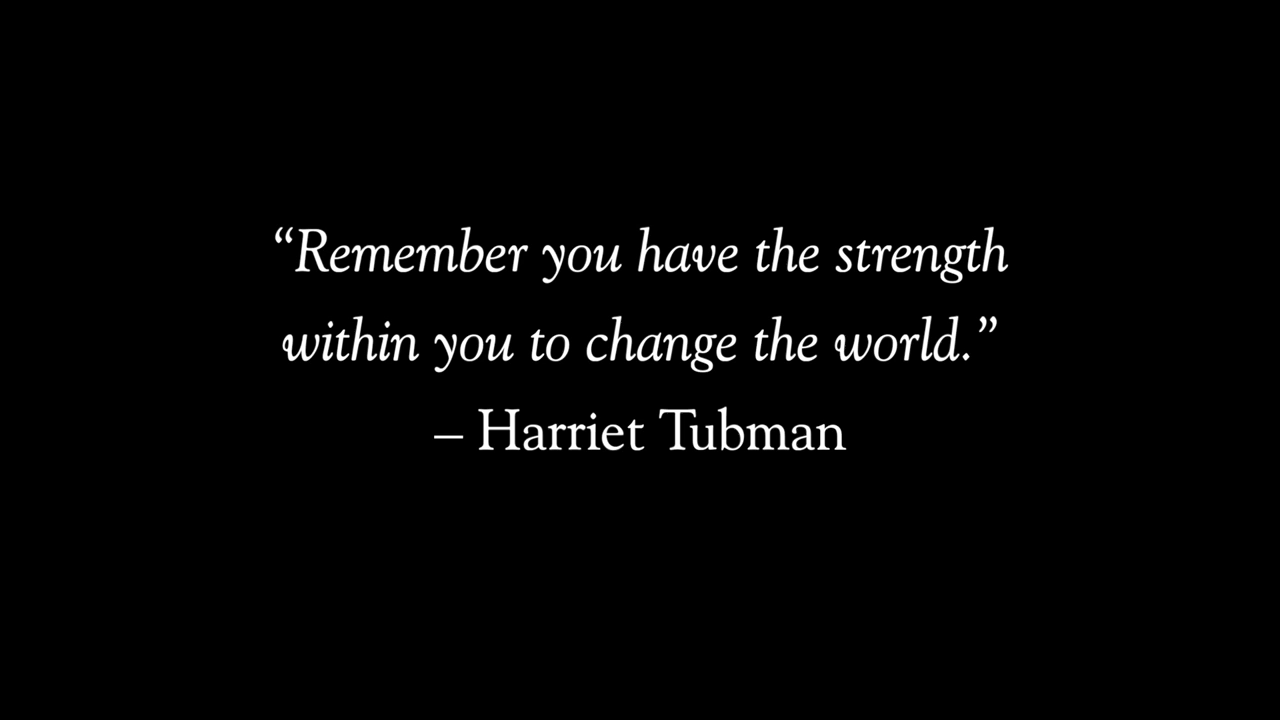 “Remember you have the strength
within you to change the world.”
– Harriet Tubman